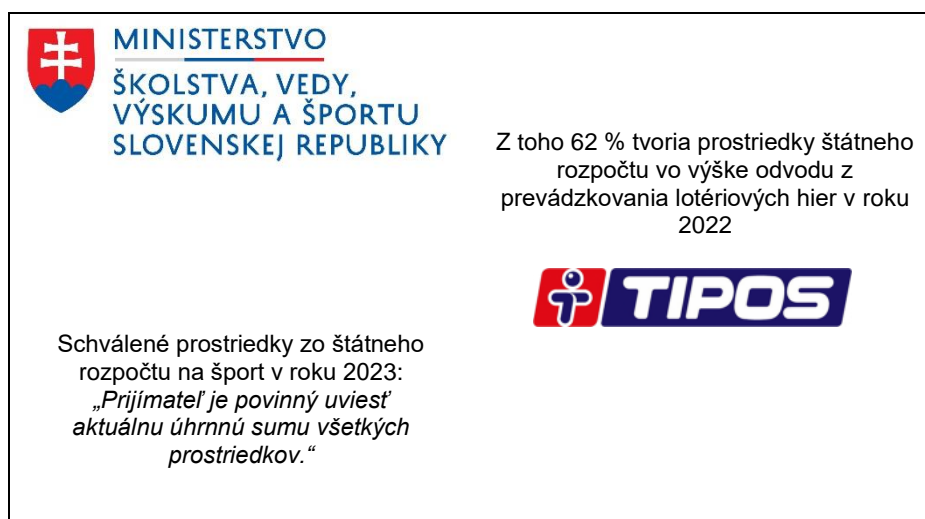 MINISTERSTVO
ŠKOLSTVA, VEDY,
VÝSKUMU A ŠPORTU
SLOVENSKEJ REPUBLIKY
Z toho 62 % tvoria prostriedky štátneho
rozpočtu vo výške odvodu z
prevádzkovania lotériových hier v roku
2022
TIPOS
Schválené prostriedky zo štátneho
rozpočtu na šport v roku 2023:
„Prijímateľ je povinný uviesť
aktuálnu úhrnnú sumu všetkých
prostriedkov.“